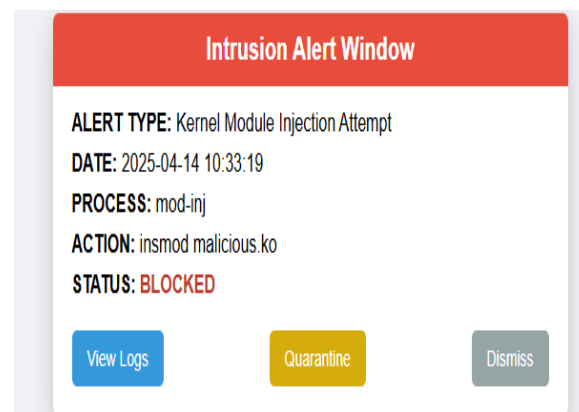 Intrusion Alert Window
ALERT TYPE: Kernel Module Injection Attempt
DATE: 2025-04-14 10:33:19
PROCESS: mod-inj
ACTION: insmod malicious.ko
STATUS: BLOCKED
View Logs Quarantine Dismiss